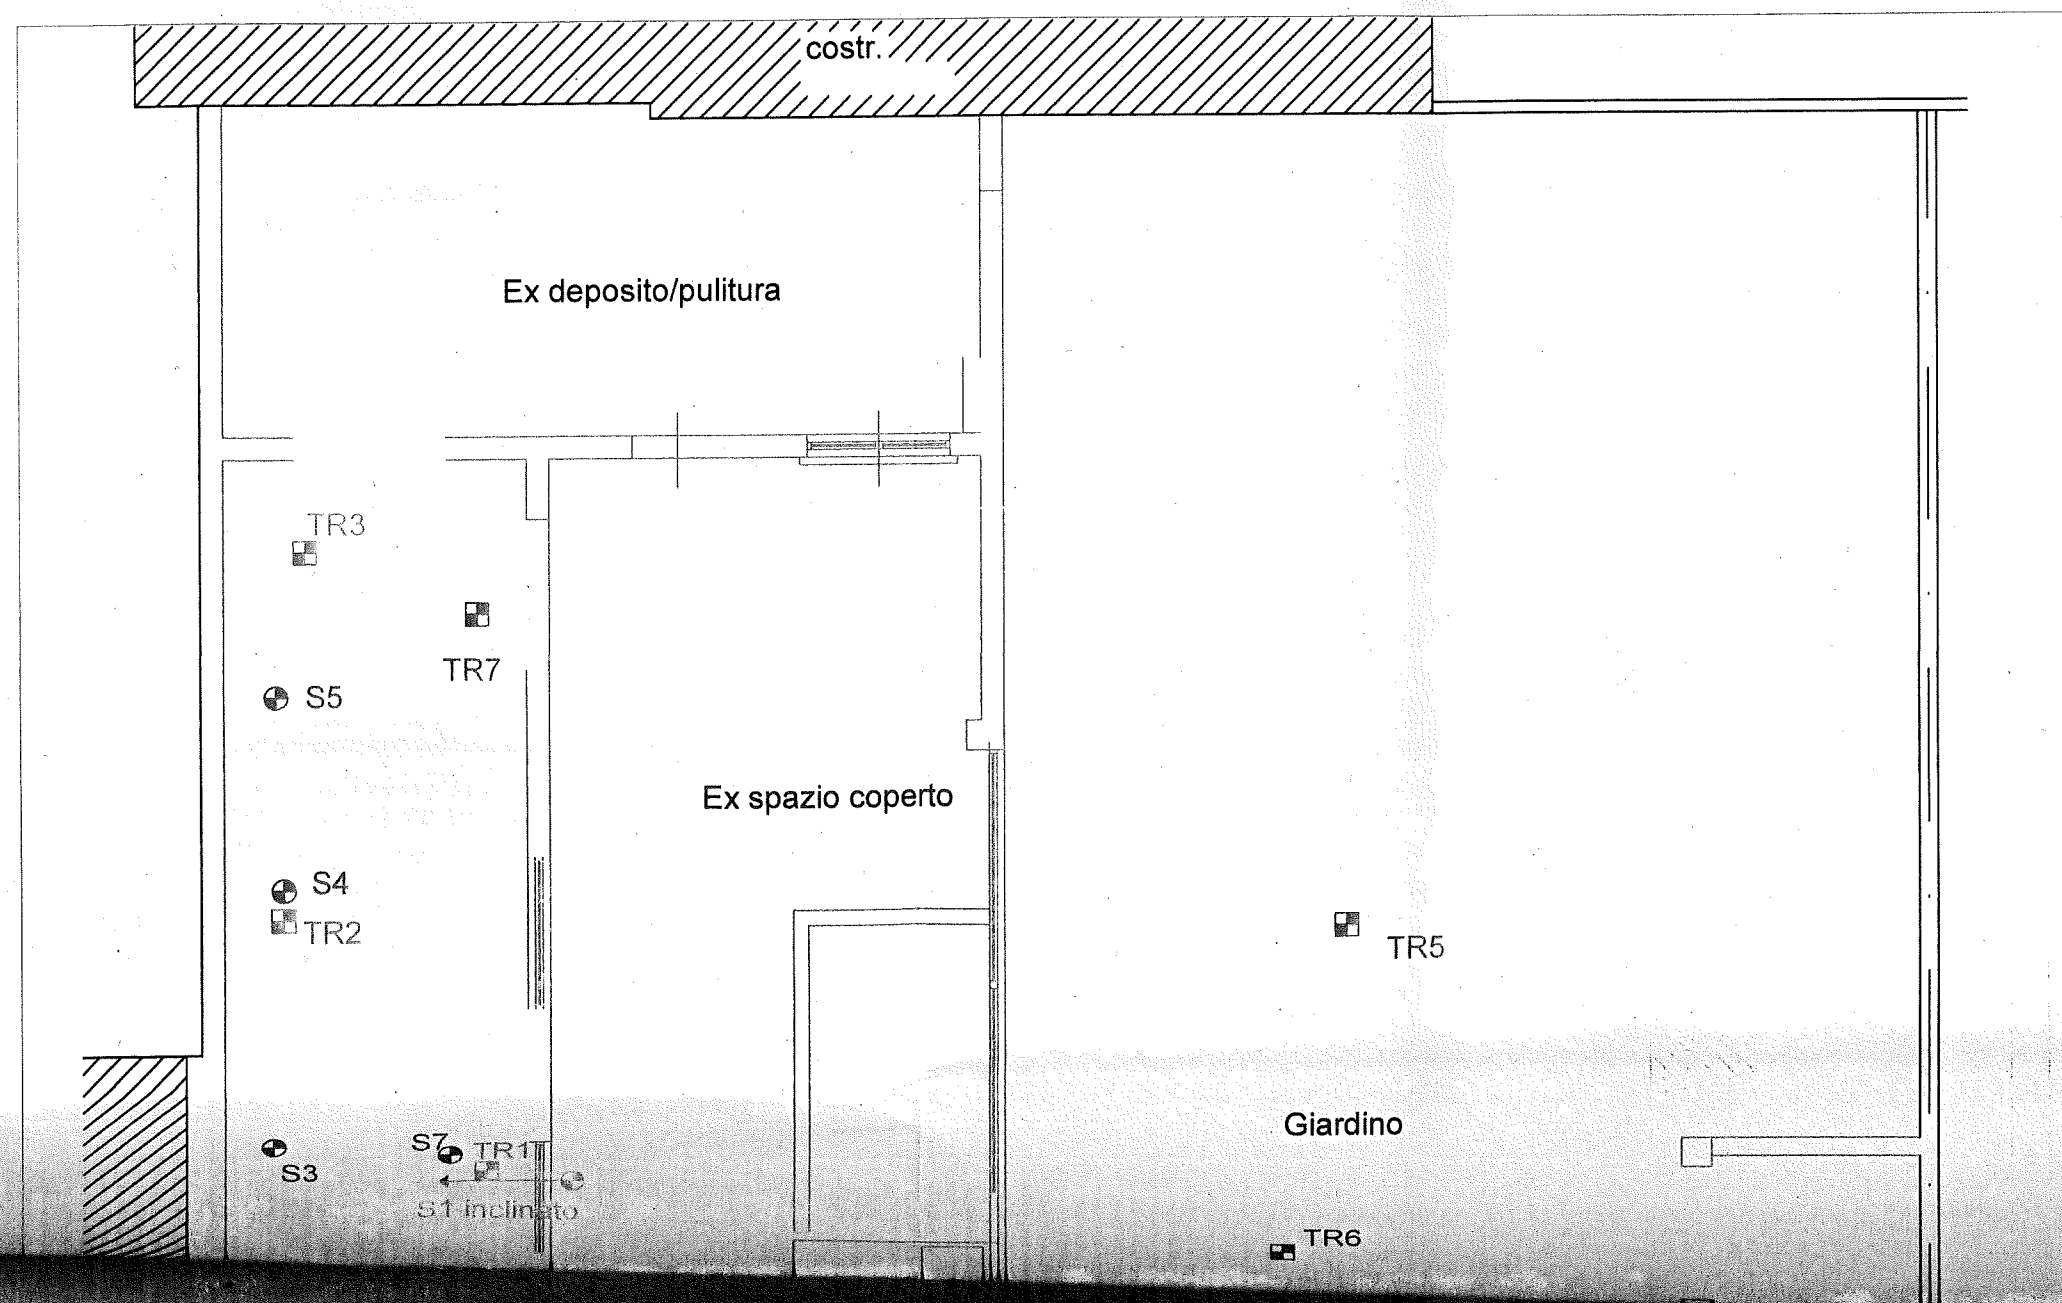 costr.
Ex deposito/pulitura
TR3
TR7
S5
Ex spazio coperto
S4
TR2
TR5
Giardino
S7
TR1
S3
S1 inclinato
TR6